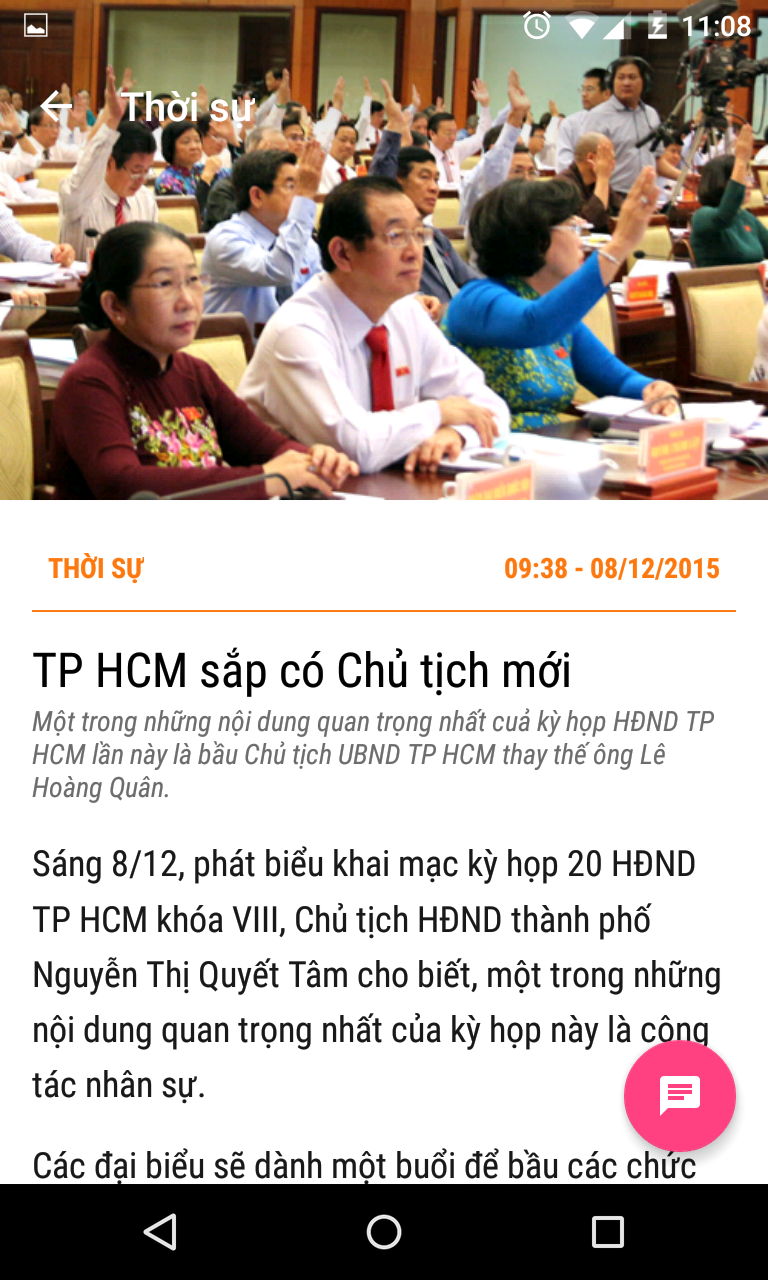 11:08
Thời sự
THỜI SỰ
09:38 - 08/12/2015
TP HCM sắp có Chủ tịch mới
Một trong những nội dung quan trọng nhất cuả kỳ họp HĐND TP
HCM lần này là bầu Chủ tịch UBND TP HCM thay thế ông Lê
Hoàng Quân.
Sáng 8/12, phát biểu khai mạc kỳ họp 20 HĐND
TP HCM khóa VIII, Chủ tịch HĐND thành phố
Nguyễn Thị Quyết Tâm cho biết, một trong những
nội dung quan trọng nhất của kỳ họp này là công
tác nhân sự.
Các đại biểu sẽ dành một buổi để bầu các chức